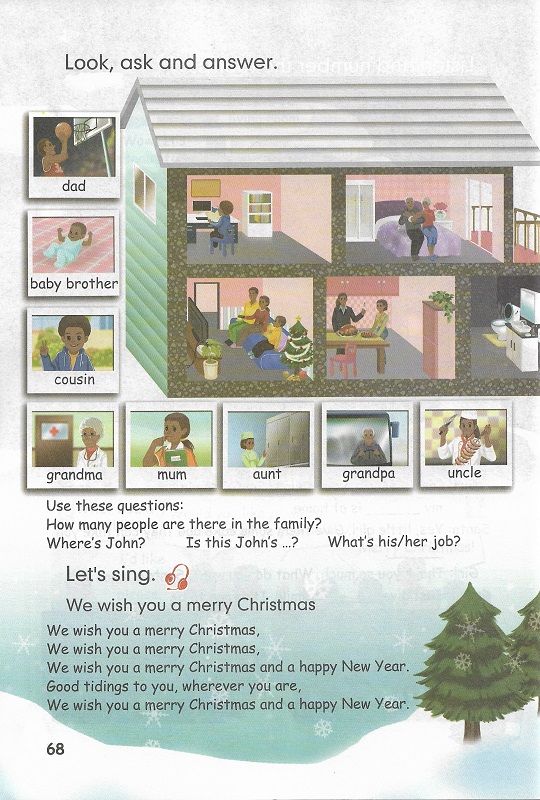 Look, ask and answer.
dad
baby brother
cousin
grandma
mum
aunt
grandpa
uncle
Use these questions:
How many people are there in the family?
Where's John? Is this John's ...? What's his/her job?
Let's sing.
We wish you a merry Christmas
We wish you a merry Christmas,
We wish you a merry Christmas,
We wish you a merry Christmas and a happy New Year.
Good tidings to you, wherever you are,
We wish you a merry Christmas and a happy New Year.
68